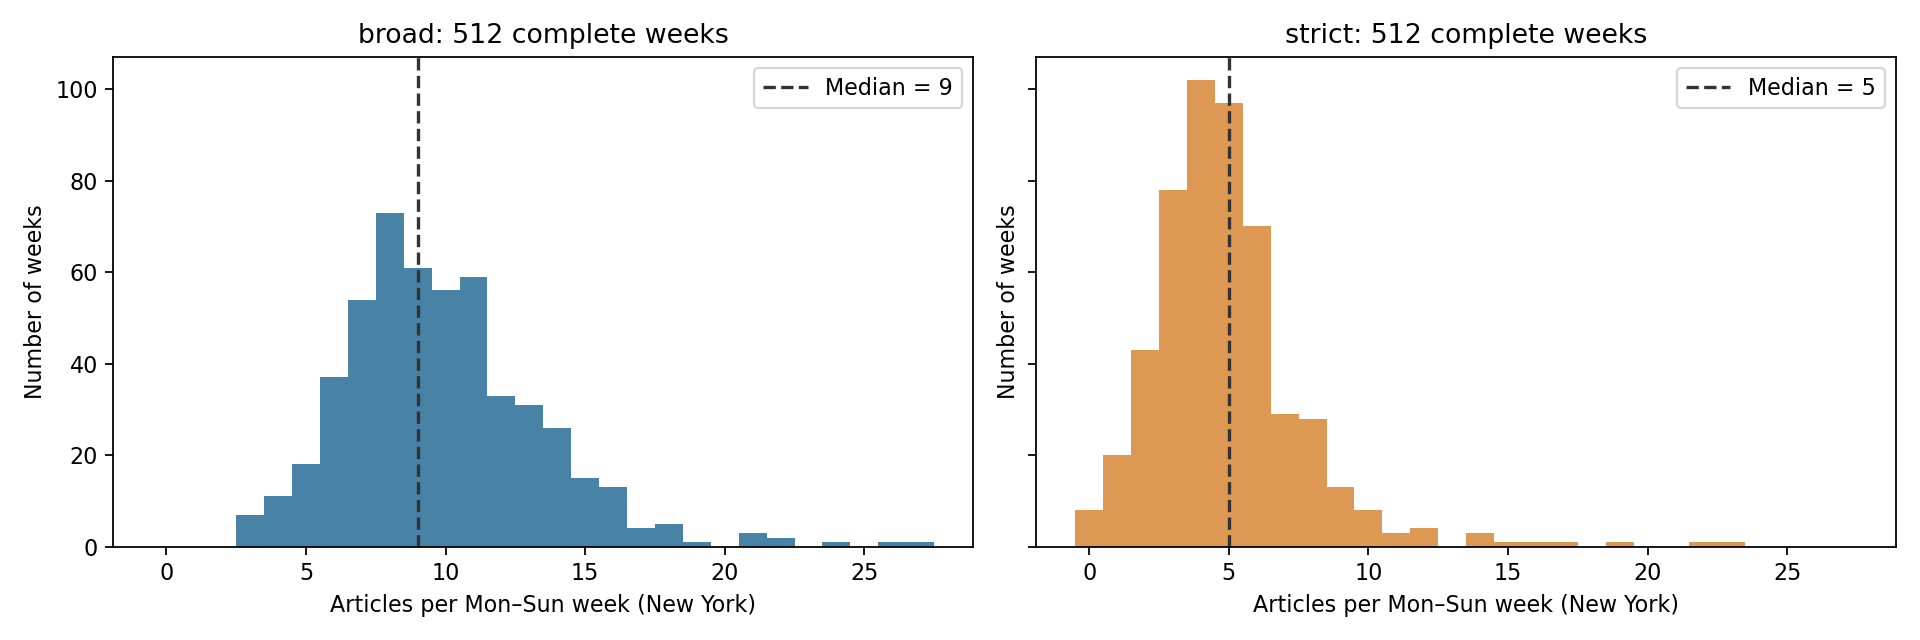 broad: 512 complete weeks
Median = 9
Number of weeks
100
80
60
40
20
0
0 5 10 15 20 25
Articles per Mon–Sun week (New York)
strict: 512 complete weeks
Median = 5
Number of weeks
0 5 10 15 20 25
Articles per Mon–Sun week (New York)